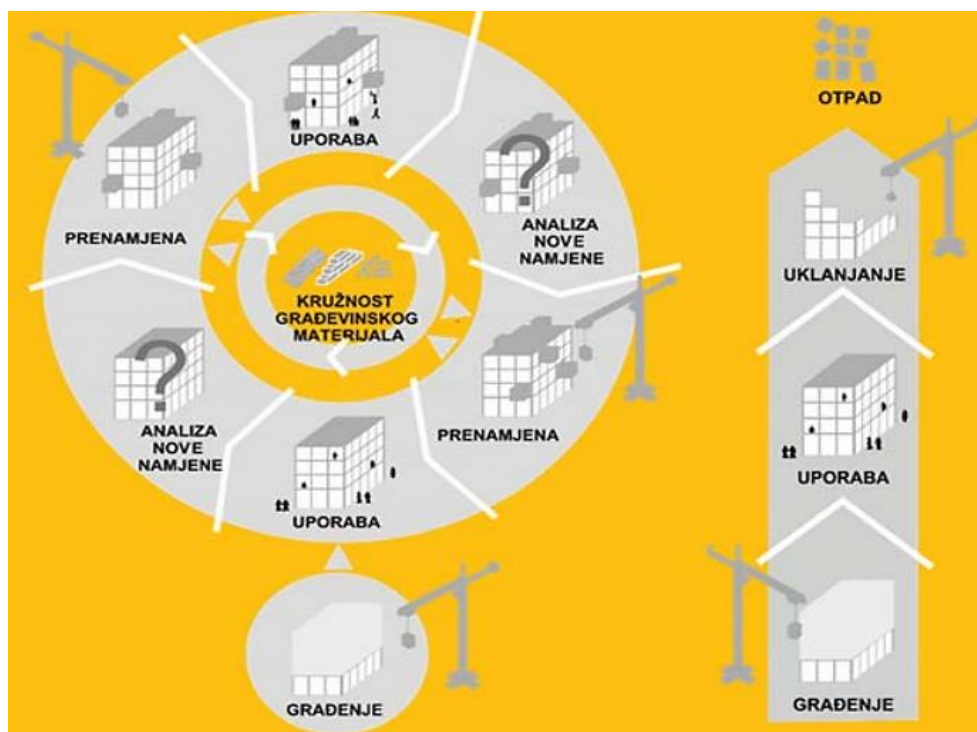 UPORABA
PRENAMJENA
ANALIZA
NOVE
NAMJENE
KRUŽNOST
GRAĐEVINSKOG
MATERIJALA
ANALIZA
NOVE
NAMJENE
PRENAMJENA
UPORABA
GRAĐENJE
OTPAD
UKLANJANJE
UPORABA
GRAĐENJE